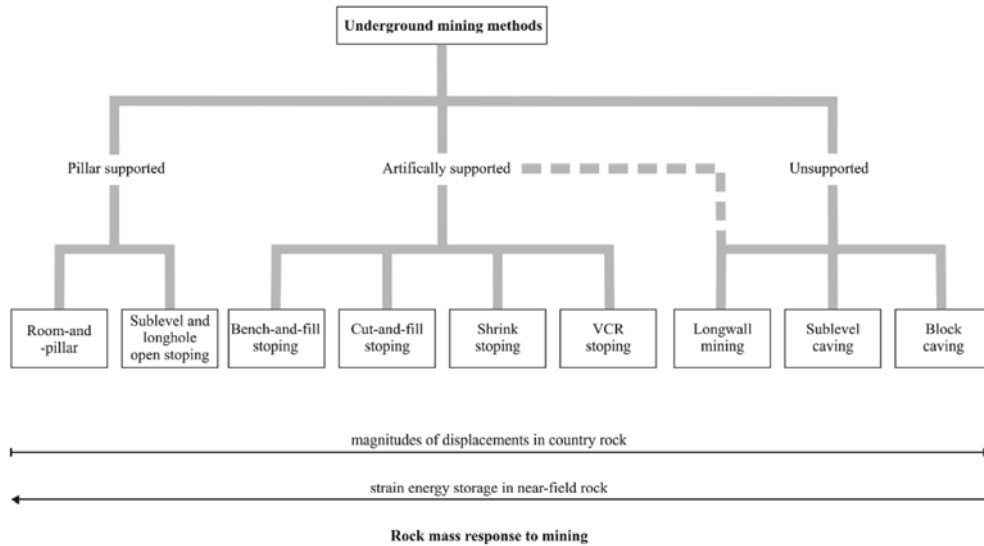 Underground mining methods
Pillar supported
Artifically supported
Unsupported
Room-and
-pillar
Sublevel and
longhole
open stoping
Bench-and-fill
stoping
Cut-and-fill
stoping
Shrink
stoping
VCR
stoping
Longwall
mining
Sublevel
caving
Block
caving
magnitudes of displacements in country rock
strain energy storage in near-field rock
Rock mass response to mining